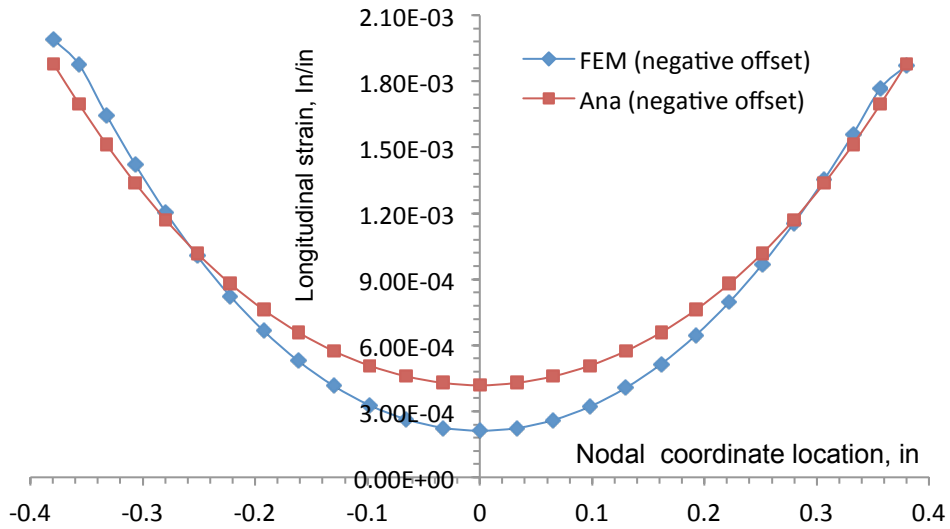 2.10E-03
1.80E-03
1.50E-03
1.20E-03
9.00E-04
6.00E-04
3.00E-04
0.00E+00
Longitudinal strain, In/in
FEM (negative offset)
Ana (negative offset)
Nodal coordinate location, in
-0.4 -0.3 -0.2 -0.1 0 0.1 0.2 0.3 0.4